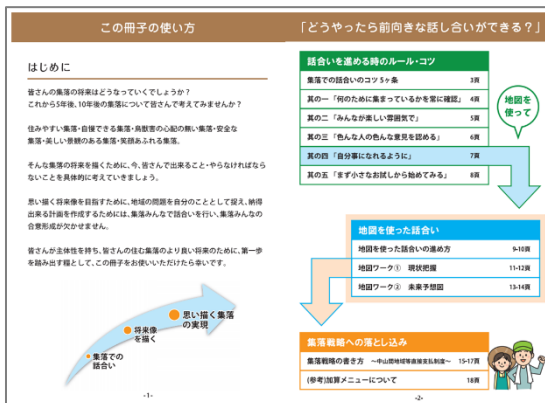 この冊子の使い方
はじめに
皆さんの集落の将来はどうなっていくでしょうか？
これから5年後、10年後の集落について皆さんで考えてみませんか？
住みやすい集落・自慢できる集落・鳥獣害の心配の無い集落・安全な
集落・美しい景観のある集落・笑顔あふれる集落。
そんな集落の将来を描くために、今、皆さんで出来ること・やらなければなら
ないことを具体的に考えていきましょう。
思い描く将来像を目指すために、地域の問題を自分のこととして捉え、納得
出来る計画を作成するためには、集落みんなで話合いを行い、集落みんなの
合意形成が欠かせません。
皆さんが主体性を持ち、皆さんの住む集落のより良い将来のために、第一歩
を踏み出す糧として、この冊子をお使いいただけたら幸いです。
思い描く集落
の実現
将来像
を描く
集落での
話合い
-1-
「どうやったら前向きな話し合いができる？」
話合いを進める時のルール・コツ
集落での話合いのコツ 5ヶ条 3頁
其の一 「何のために集まっているかを常に確認」 4頁
其の二 「みんなが楽しい雰囲気で」 5頁
其の三 「色んな人の色んな意見を認める」 6頁
其の四 「自分事になれるように」 7頁
其の五 「まず小さなお試しから始めてみる」 8頁
地図を
使って
地図を使った話合い
地図を使った話合いの進め方 9-10頁
地図ワーク① 現状把握 11-12頁
地図ワーク② 未来予想図 13-14頁
集落戦略への落とし込み
集落戦略の書き方 ～中山間地域等直接支払制度～ 15-17頁
(参考)加算メニューについて 18頁
-2-